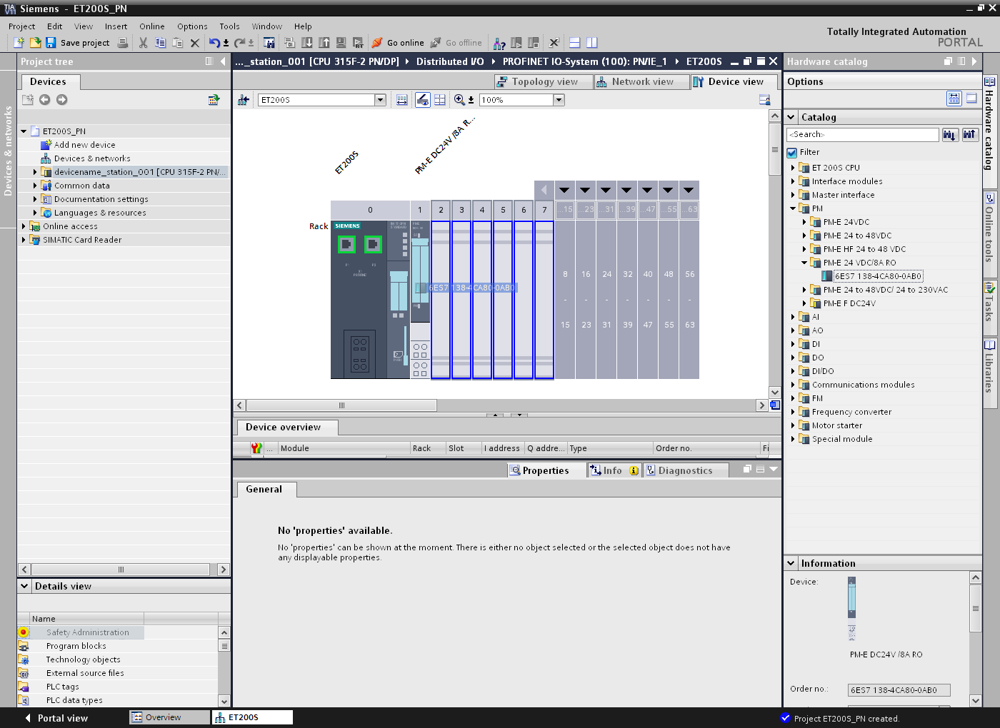 Siemens - ET200S_PN
Project Edit View Insert Online Options Tools Window Help
Totally Integrated Automation
PORTAL
Save project
Go online
Go offline
Project tree
Devices
ET200S_PN
Add new device
Devices & networks
devicename_station_001 [CPU 315F-2 PN/...
Common data
Documentation settings
Languages & resources
Online access
SIMATIC Card Reader
Devices & networks
Details view
Name
Safety Administration
Program blocks
Technology objects
External source files
PLC tags
PLC data types
..._station_001 [CPU 315F-2 PN/DP] Distributed I/O PROFINET IO-System (100): PN/IE_1 ET200S
Topology view
Network view
Device view
ET200S
100%
ET200S
PM-E DC24V /8A R...
0 1 2 3 4 5 6 7 ...15 ...23 ...31 ...39 ...47 ...55 ...63
Rack
SIEMENS
6ES7 138-4CA80-0AB0
8 16 24 32 40 48 56
- - - - - - -
15 23 31 39 47 55 63
Device overview
... Module Rack Slot I address Q addre... Type Order no. Fi
Properties
Info
Diagnostics
General
No 'properties' available.
No 'properties' can be shown at the moment. There is either no object selected or the selected object does not have
any displayable properties.
Hardware catalog
Options
Catalog
<Search>
Filter
ET 200S CPU
Interface modules
Master interface
PM
PM-E 24VDC
PM-E 24 to 48VDC
PM-E HF 24 to 48 VDC
PM-E 24 VDC/8A RO
6ES7 138-4CA80-0AB0
PM-E 24 to 48VDC/ 24 to 230VAC
PM-E F DC24V
AI
AO
DI
DO
DI/DO
Communications modules
FM
Frequency converter
Motor starter
Special module
Information
Device:
PM-E DC24V /8A RO
Order no.:
6ES7 138-4CA80-0AB0
Hardware catalog
Online tools
Tasks
Libraries
Portal view
Overview
ET200S
Project ET200S_PN created.